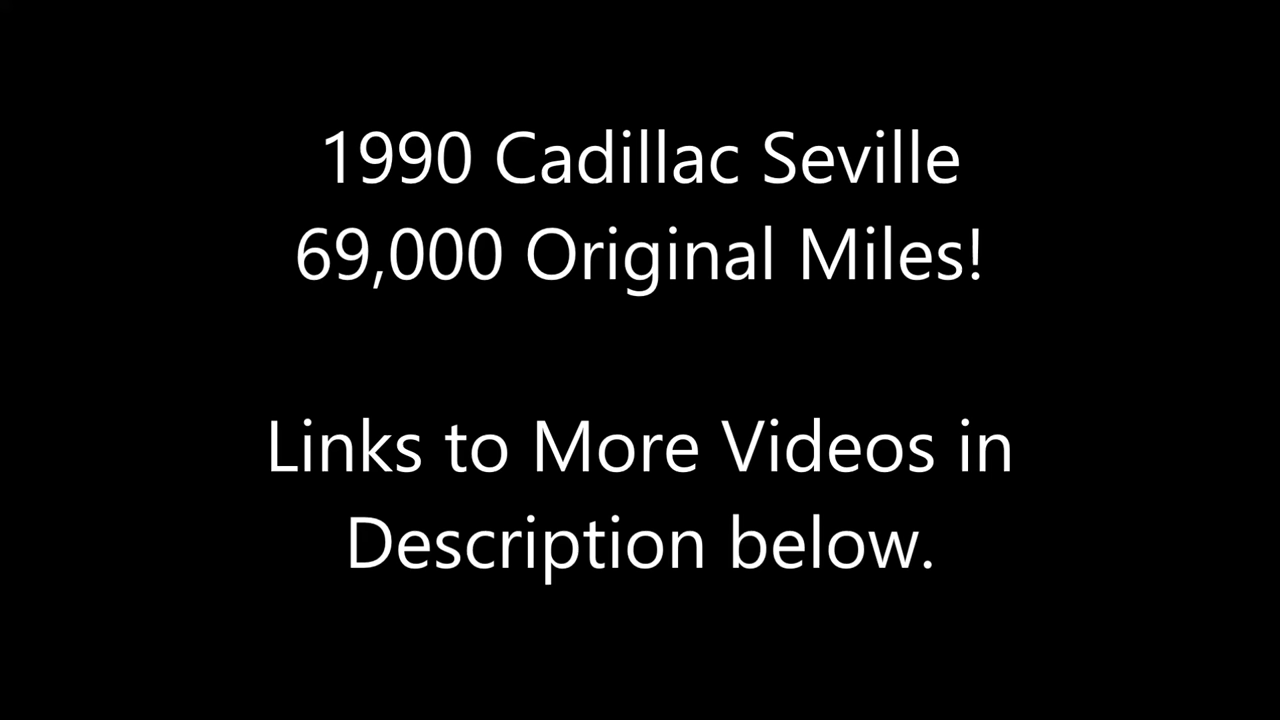 1990 Cadillac Seville
69,000 Original Miles!
Links to More Videos in
Description below.